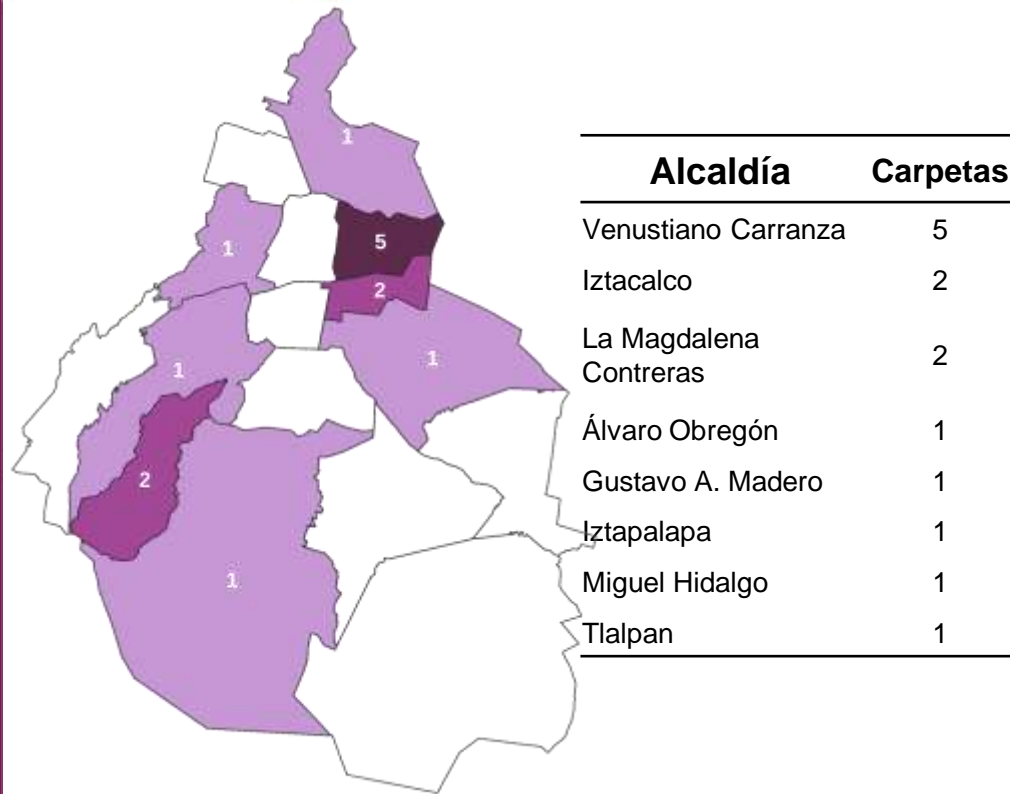 1
1
5
2
1
1
2
1
Alcaldía Carpetas
Venustiano Carranza 5
Iztacalco 2
La Magdalena
Contreras 2
Álvaro Obregón 1
Gustavo A. Madero 1
Iztapalapa 1
Miguel Hidalgo 1
Tlalpan 1